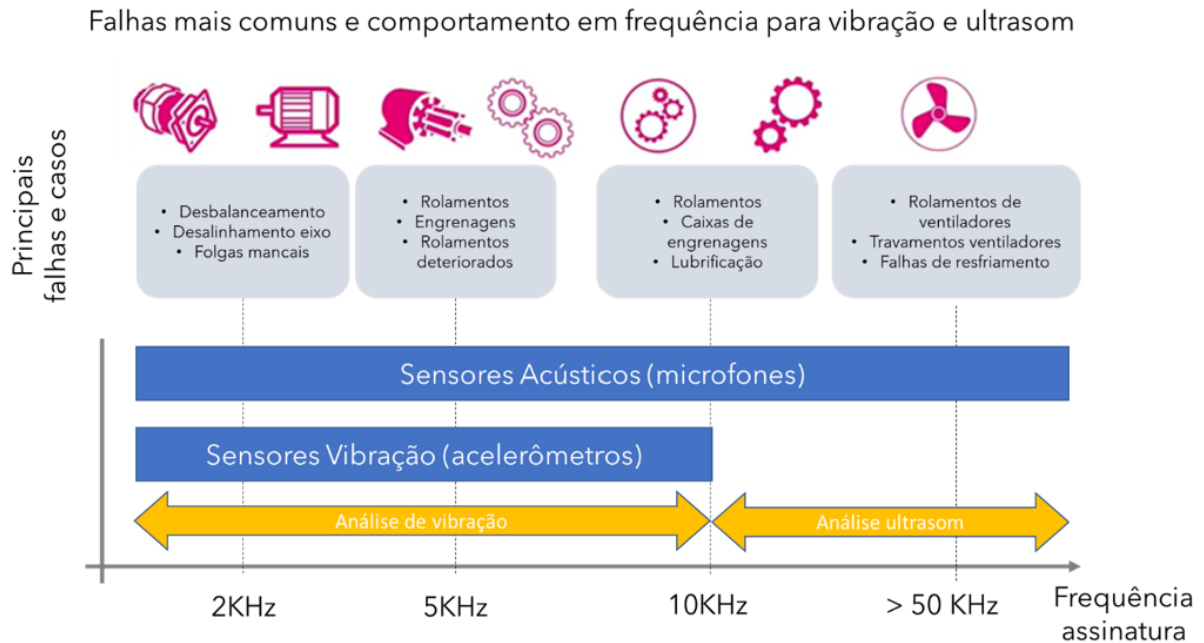 Falhas mais comuns e comportamento em frequência para vibração e ultrasom
Principais
falhas e casos
• Desbalanceamento
• Desalinhamento eixo
• Folgas mancais
• Rolamentos
• Engrenagens
• Rolamentos
deteriorados
• Rolamentos
• Caixas de
engrenagens
• Lubrificação
• Rolamentos de
ventiladores
• Travamentos ventiladores
• Falhas de resfriamento
Sensores Acústicos (microfones)
Sensores Vibração (acelerômetros)
Análise de vibração
Análise ultrasom
2KHz
5KHz
10KHz
> 50 KHz
Frequência
assinatura